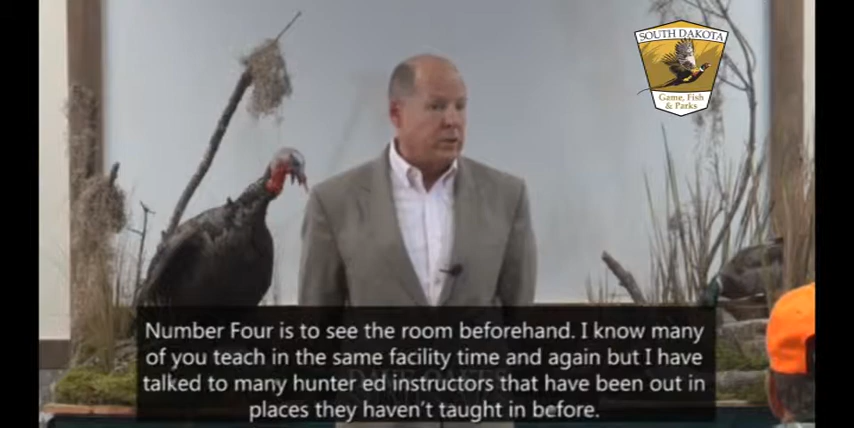 SOUTH DAKOTA
Game, Fish
& Parks
Number Four is to see the room beforehand. I know many
of you teach in the same facility time and again but I have
talked to many hunter ed instructors that have been out in
places they haven't taught in before.